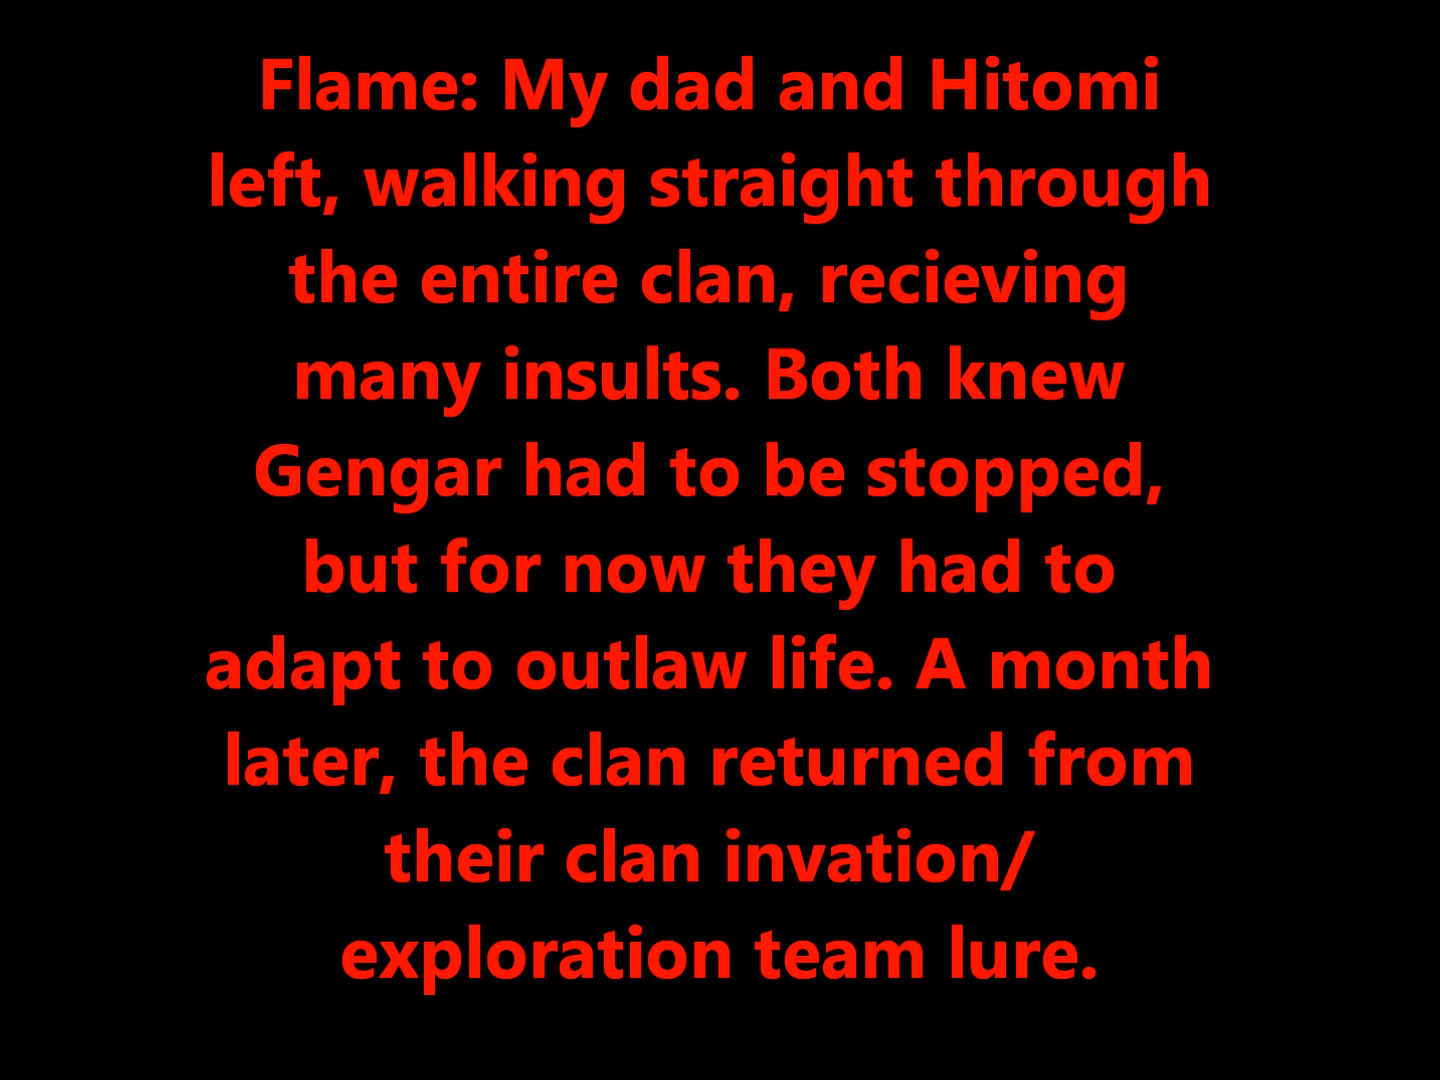 Flame: My dad and Hitomi
left, walking straight through
the entire clan, recieving
many insults. Both knew
Gengar had to be stopped,
but for now they had to
adapt to outlaw life. A month
later, the clan returned from
their clan invation/
exploration team lure.